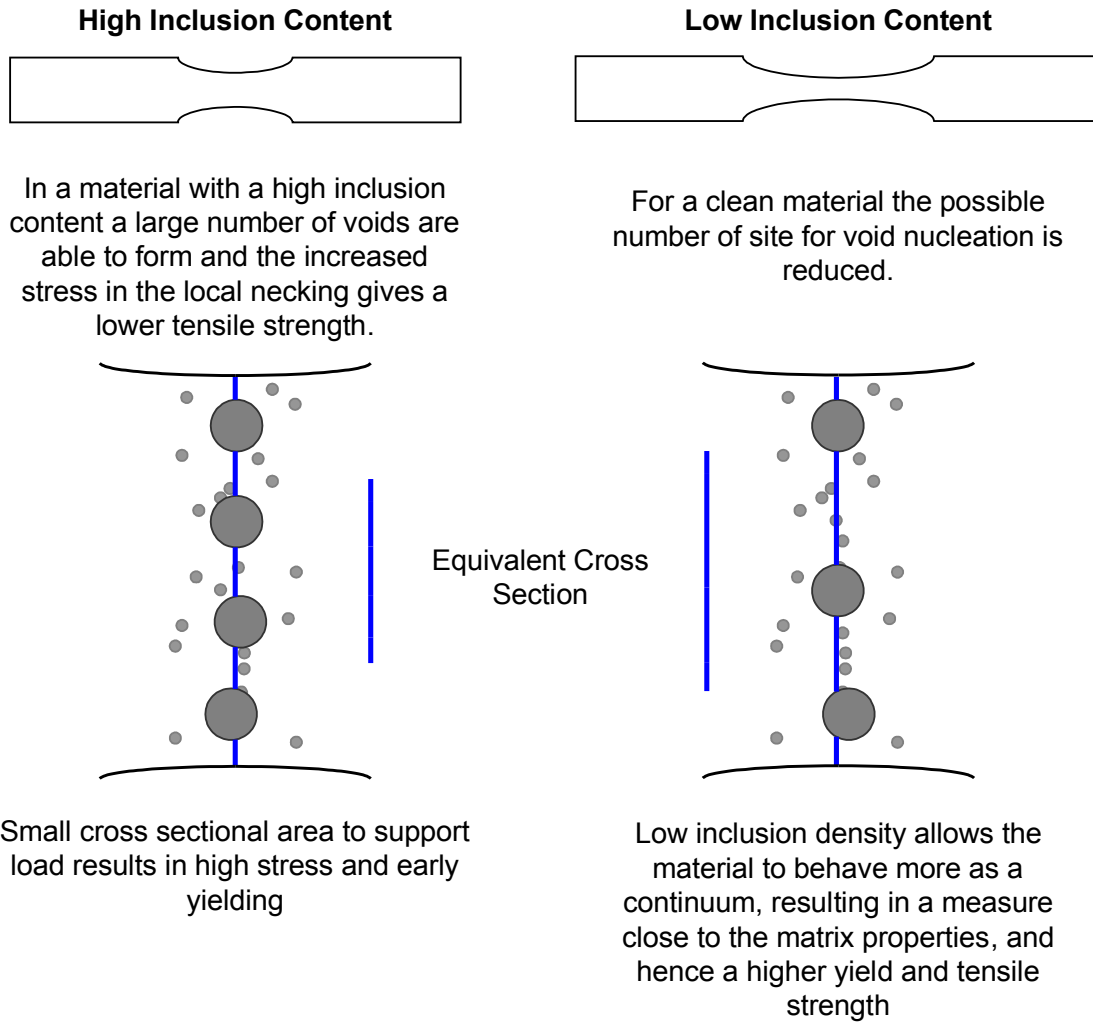 High Inclusion Content
In a material with a high inclusion
content a large number of voids are
able to form and the increased
stress in the local necking gives a
lower tensile strength.
Low Inclusion Content
For a clean material the possible
number of site for void nucleation is
reduced.
Equivalent Cross
Section
Small cross sectional area to support
load results in high stress and early
yielding
Low inclusion density allows the
material to behave more as a
continuum, resulting in a measure
close to the matrix properties, and
hence a higher yield and tensile
strength